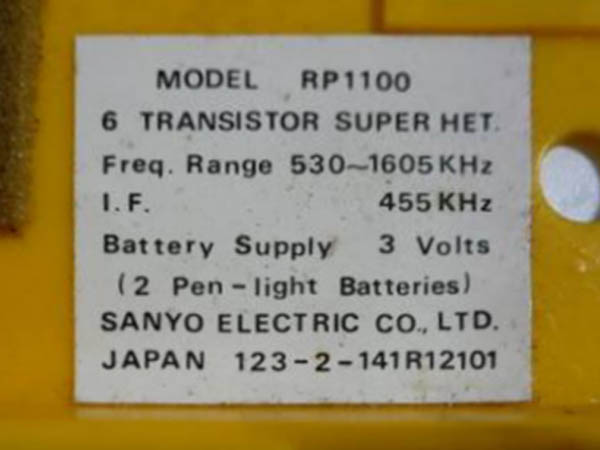 MODEL RP1100
6 TRANSISTOR SUPER HET.
Freq. Range 530~1605KHz
I.F. 455KHz
Battery Supply 3 Volts
(2 Pen-light Batteries)
SANYO ELECTRIC CO., LTD.
JAPAN 123-2-141R12101